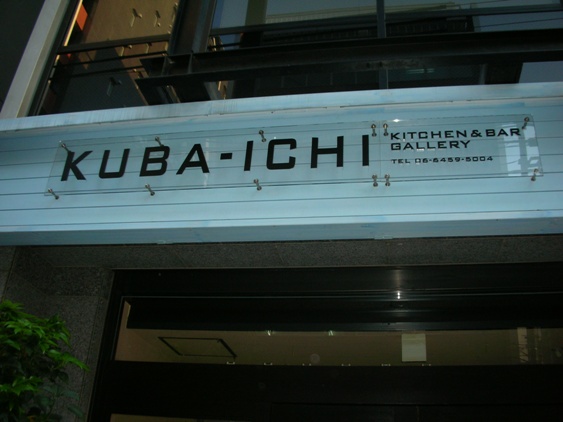 KUBA-ICHI
KITCHEN & BAR
GALLERY
TEL 06-6459-5004